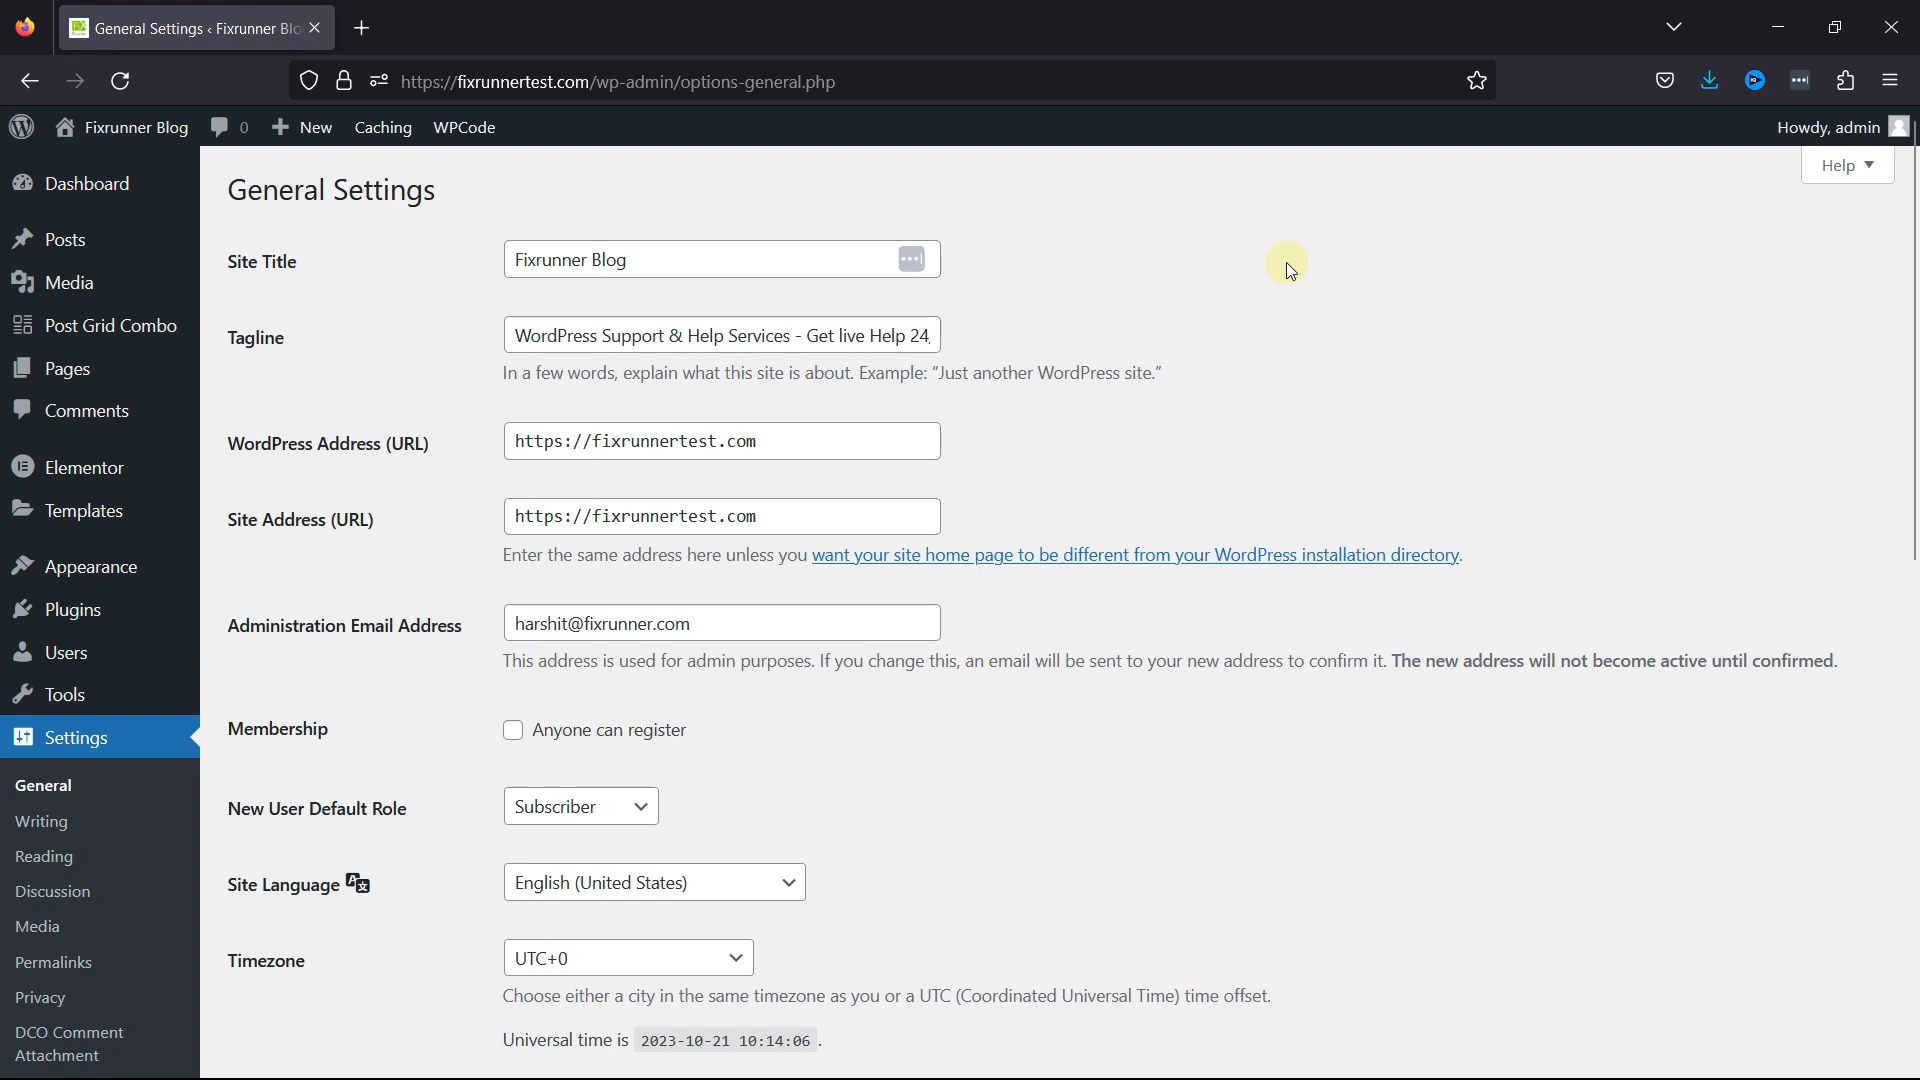 General Settings ‹ Fixrunner Blo
https://fixrunnertest.com/wp-admin/options-general.php
Fixrunner Blog 0 New Caching WPCode Howdy, admin
Help
Dashboard
Posts
Media
Post Grid Combo
Pages
Comments
Elementor
Templates
Appearance
Plugins
Users
Tools
Settings
General
Writing
Reading
Discussion
Media
Permalinks
Privacy
DCO Comment
Attachment
General Settings
Site Title Fixrunner Blog
Tagline WordPress Support & Help Services - Get live Help 24
In a few words, explain what this site is about. Example: “Just another WordPress site.”
WordPress Address (URL) https://fixrunnertest.com
Site Address (URL) https://fixrunnertest.com
Enter the same address here unless you want your site home page to be different from your WordPress installation directory.
Administration Email Address harshit@fixrunner.com
This address is used for admin purposes. If you change this, an email will be sent to your new address to confirm it. The new address will not become active until confirmed.
Membership Anyone can register
New User Default Role Subscriber
Site Language English (United States)
Timezone UTC+0
Choose either a city in the same timezone as you or a UTC (Coordinated Universal Time) time offset.
Universal time is 2023-10-21 10:14:06 .